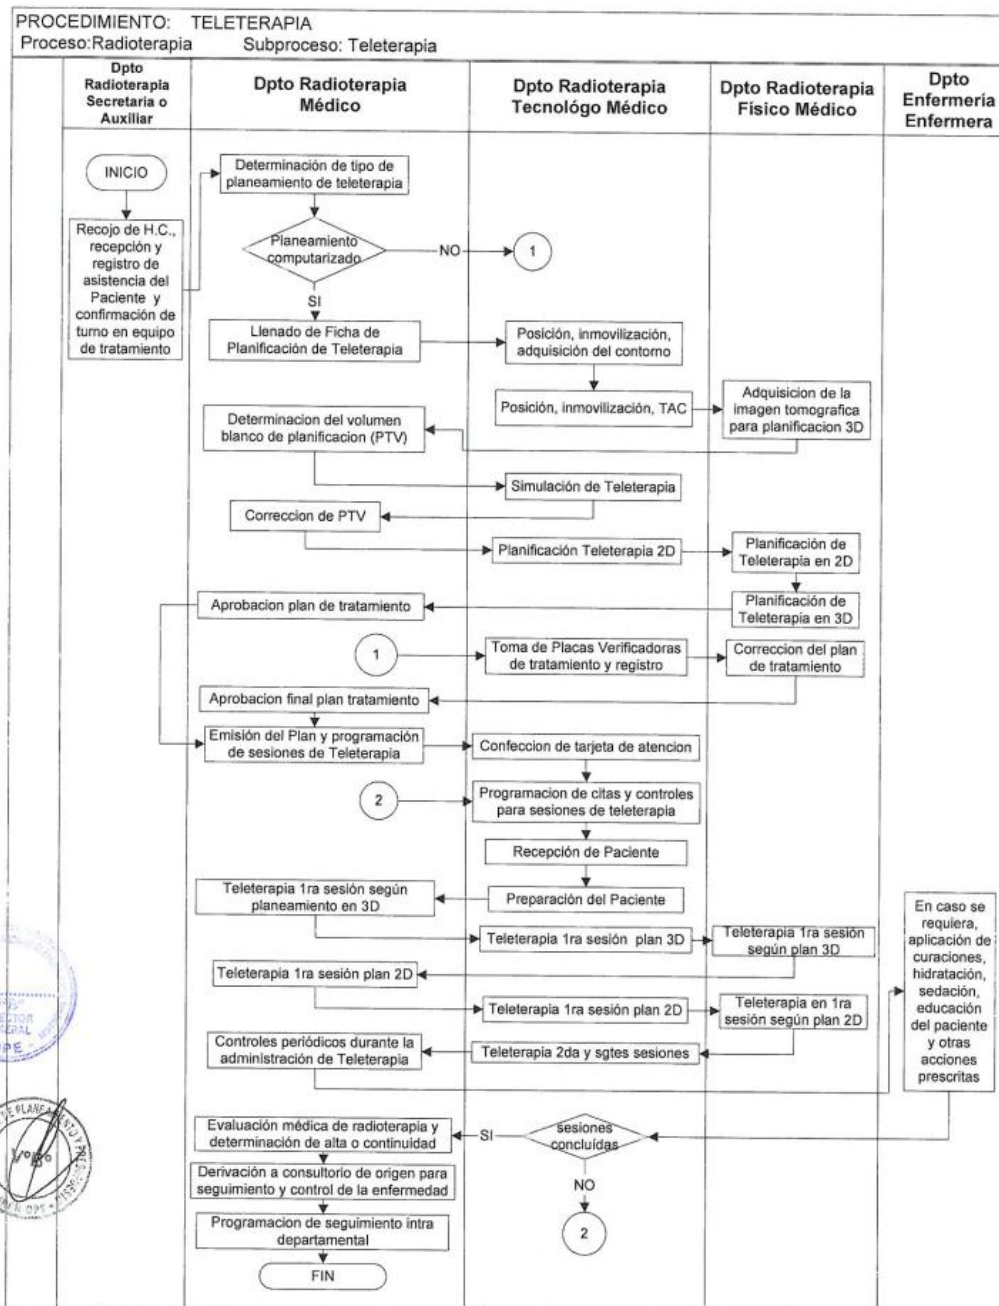 PROCEDIMIENTO: TELETERAPIA
Proceso:Radioterapia Subproceso: Teleterapia
Dpto
Radioterapia
Secretaria o
Auxiliar
Dpto Radioterapia
Médico
Dpto Radioterapia
Tecnológo Médico
Dpto Radioterapia
Físico Médico
Dpto
Enfermería
Enfermera
INICIO
Recojo de H.C.,
recepción y
registro de
asistencia del
Paciente y
confirmación de
turno en equipo
de tratamiento
Determinación de tipo de
planeamiento de teleterapia
Planeamiento
computarizado
NO
1
SI
Llenado de Ficha de
Planificación de Teleterapia
Posición, inmovilización,
adquisición del contorno
Posición, inmovilización, TAC
Adquisicion de la
imagen tomografica
para planificacion 3D
Determinacion del volumen
blanco de planificacion (PTV)
Simulación de Teleterapia
Correccion de PTV
Planificación Teleterapia 2D
Planificación de
Teleterapia en 2D
Planificación de
Teleterapia en 3D
Aprobacion plan de tratamiento
1
Toma de Placas Verificadoras
de tratamiento y registro
Correccion del plan
de tratamiento
Aprobacion final plan tratamiento
Emisión del Plan y programación
de sesiones de Teleterapia
Confeccion de tarjeta de atencion
2
Programacion de citas y controles
para sesiones de teleterapia
Recepción de Paciente
Preparación del Paciente
Teleterapia 1ra sesión según
planeamiento en 3D
Teleterapia 1ra sesión plan 3D
Teleterapia 1ra sesión
según plan 3D
Teleterapia 1ra sesión plan 2D
Teleterapia 1ra sesión plan 2D
Teleterapia en 1ra
sesión según plan 2D
Teleterapia 2da y sgtes sesiones
Controles periódicos durante la
administración de Teleterapia
En caso se
requiera,
aplicación de
curaciones,
hidratación,
sedación,
educación
del paciente
y otras
acciones
prescritas
sesiones
concluídas
SI
NO
2
Evaluación médica de radioterapia y
determinación de alta o continuidad
Derivación a consultorio de origen para
seguimiento y control de la enfermedad
Programacion de seguimiento intra
departamental
FIN